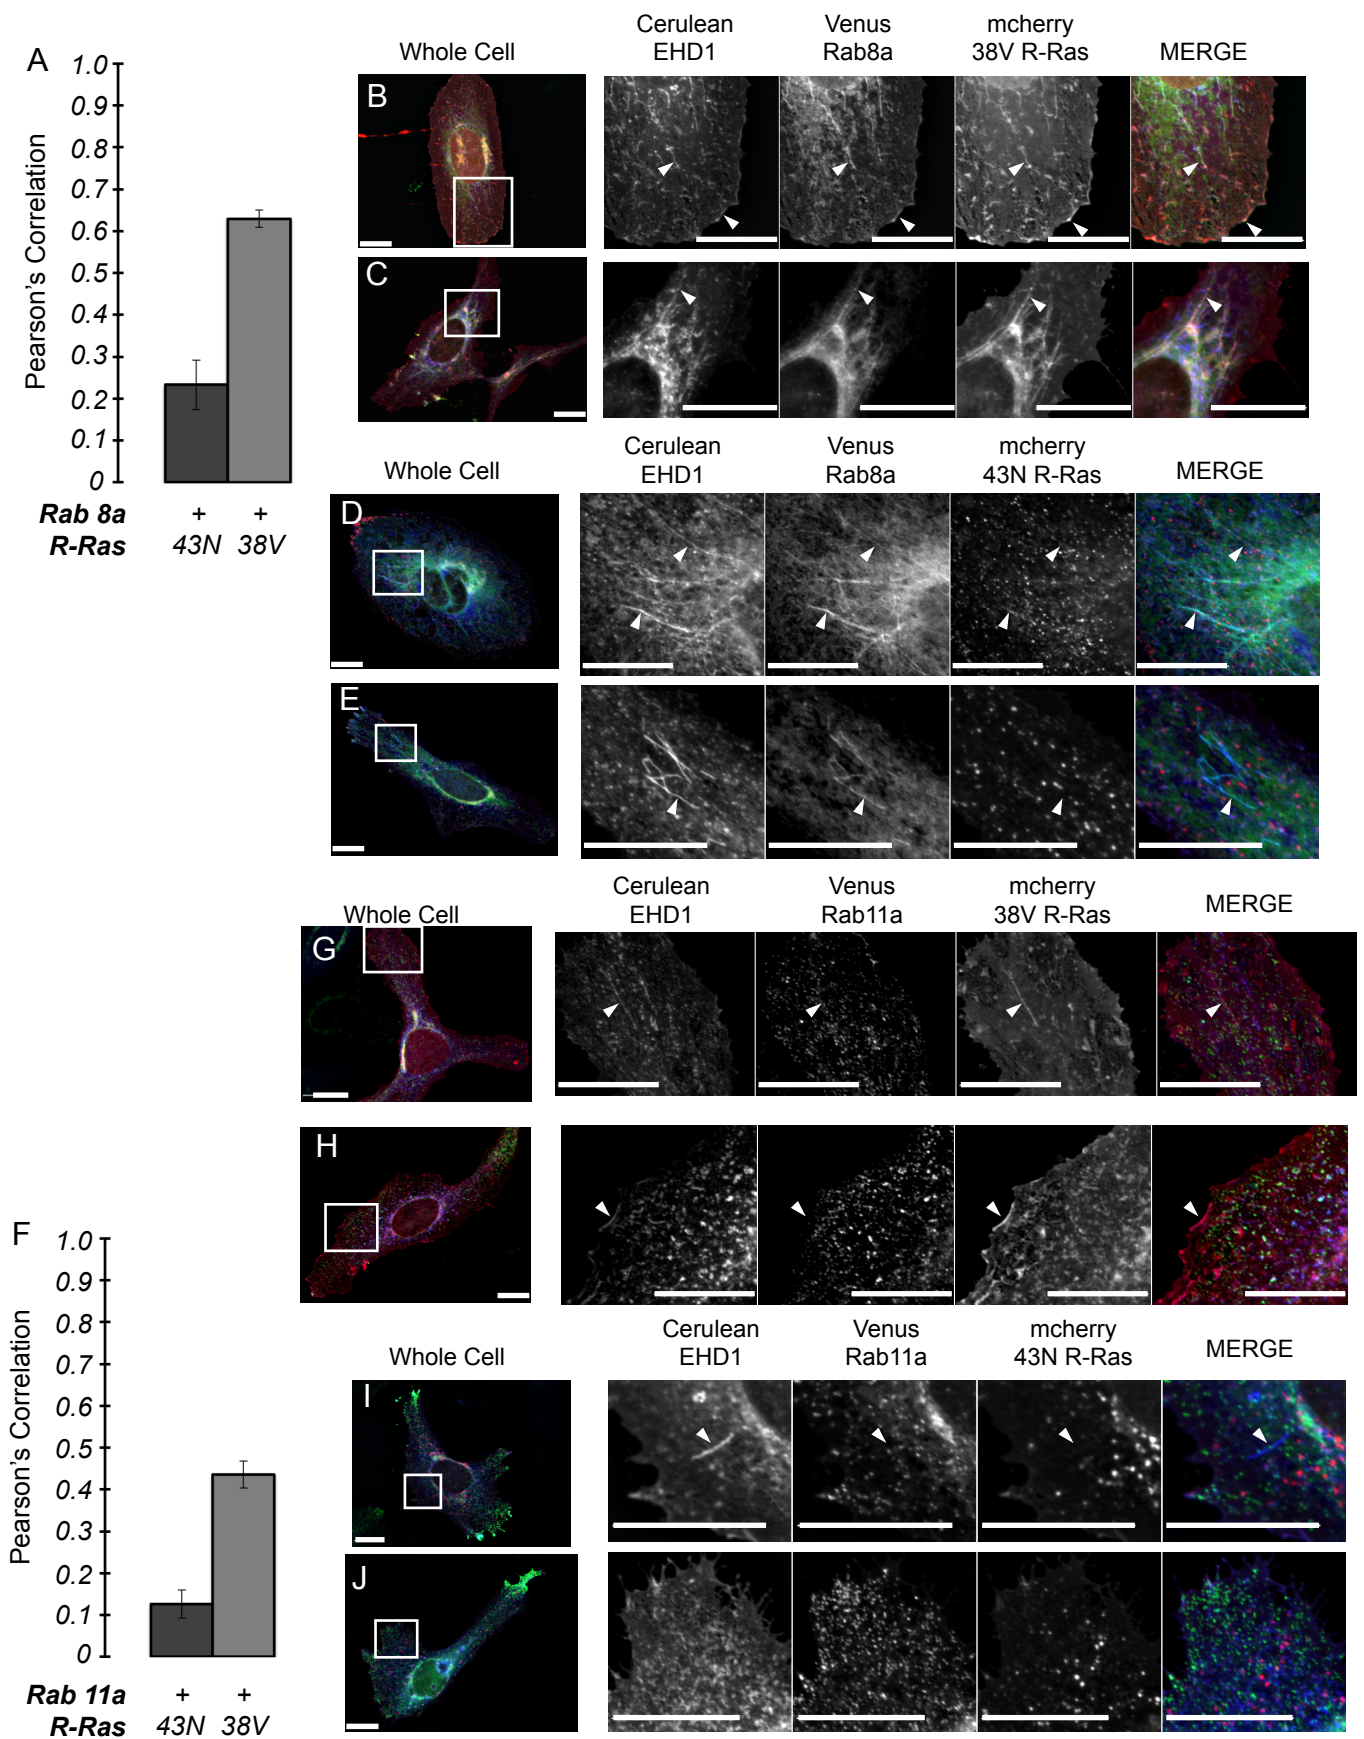 A
Pearson's Correlation
1.0
0.9
0.8
0.7
0.6
0.5
0.4
0.3
0.2
0.1
0
Rab 8a + +
R-Ras 43N 38V
Whole Cell
Cerulean EHD1
Venus Rab8a
mcherry 38V R-Ras
MERGE
B
C
Whole Cell
Cerulean EHD1
Venus Rab8a
mcherry 43N R-Ras
MERGE
D
E
Whole Cell
Cerulean EHD1
Venus Rab11a
mcherry 38V R-Ras
MERGE
G
H
F
Pearson's Correlation
1.0
0.9
0.8
0.7
0.6
0.5
0.4
0.3
0.2
0.1
0
Rab 11a + +
R-Ras 43N 38V
Whole Cell
Cerulean EHD1
Venus Rab11a
mcherry 43N R-Ras
MERGE
I
J